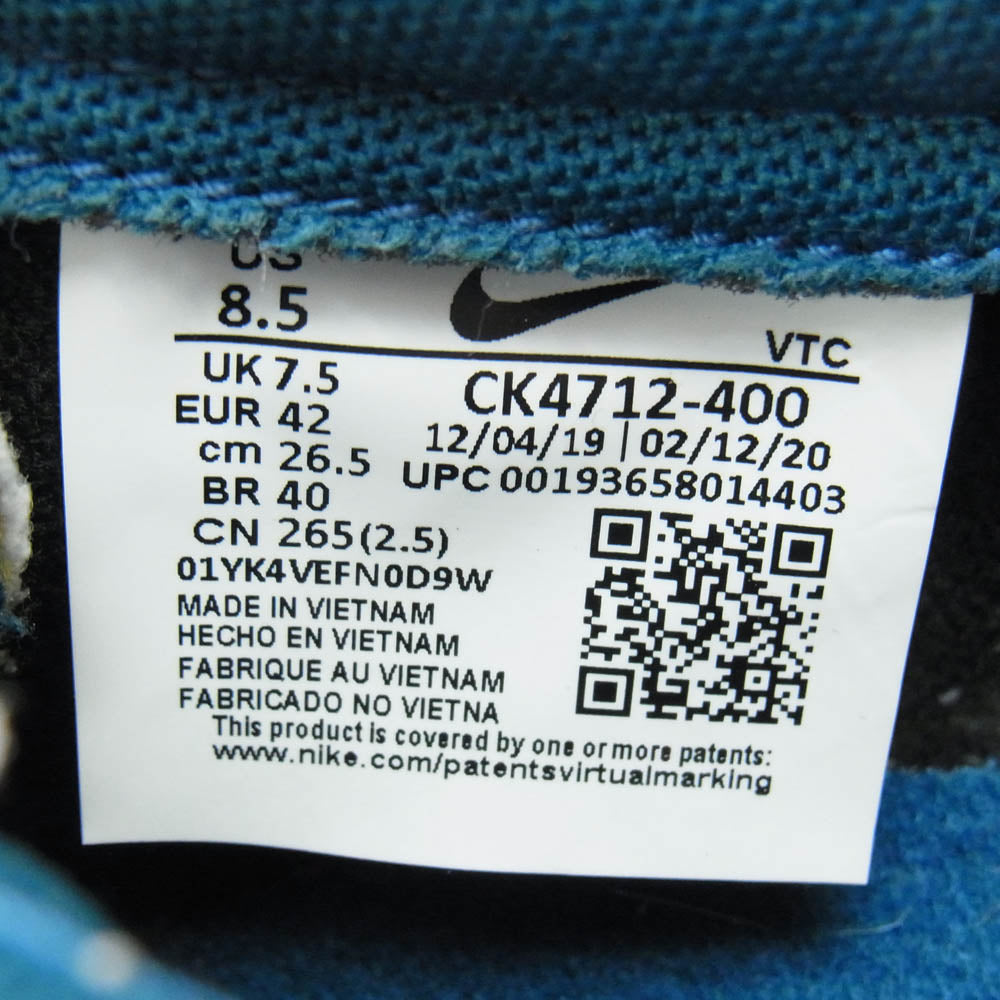 US
8.5
VTC
UK 7.5
EUR 42
cm 26.5
BR 40
CN 265(2.5)
CK4712-400
12/04/19 | 02/12/20
UPC 00193658014403
01YK4VEFN0D9W
MADE IN VIETNAM
HECHO EN VIETNAM
FABRIQUE AU VIETNAM
FABRICADO NO VIETNA
This product is covered by one or more patents:
www.nike.com/patentsvirtualmarking